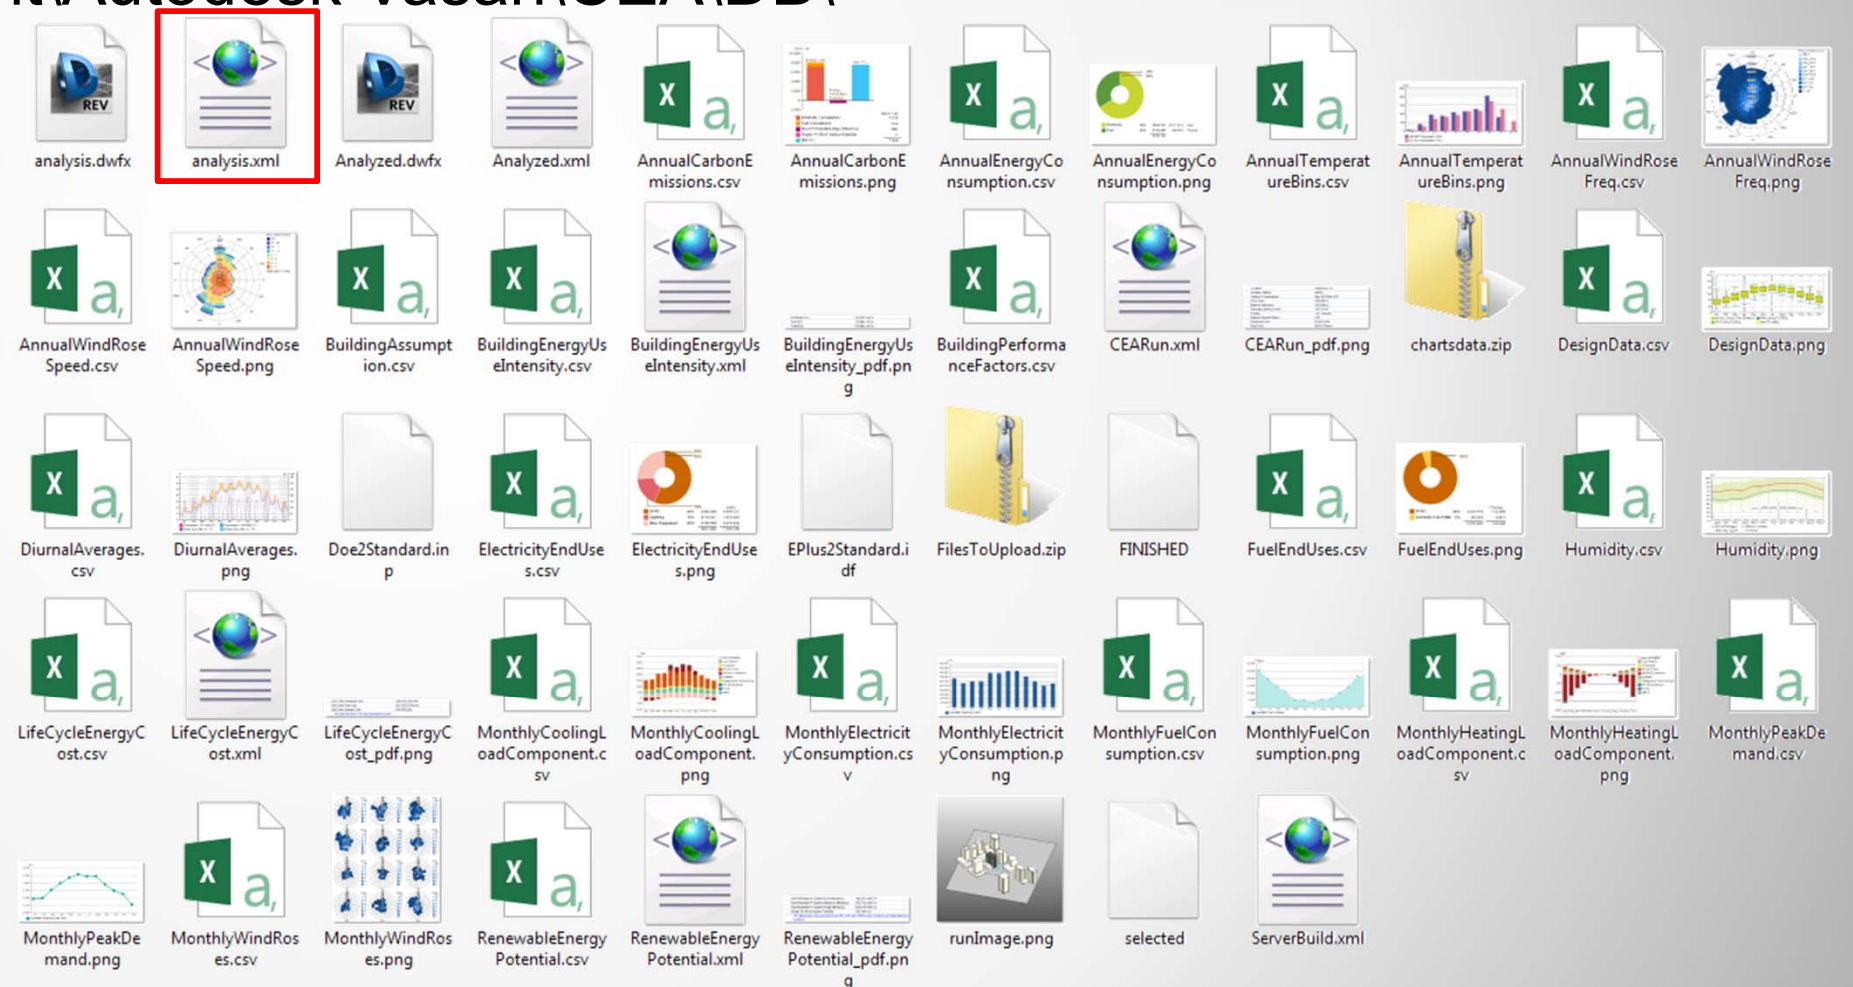 it\Autodesk Vasari\CEA\DB\
REV
REV
analysis.dwfx analysis.xml Analyzed.dwfx Analyzed.xml AnnualCarbonE AnnualCarbonE AnnualEnergyCo AnnualEnergyCo AnnualTemperat AnnualTemperat AnnualWindRose AnnualWindRose
missions.csv missions.png nsumption.csv nsumption.png ureBins.csv ureBins.png Freq.csv Freq.png
AnnualWindRose AnnualWindRose BuildingAssumpt BuildingEnergyUs BuildingEnergyUs BuildingEnergyUs BuildingPerforma CEARun.xml CEARun_pdf.png chartsdata.zip DesignData.csv DesignData.png
Speed.csv Speed.png ion.csv eIntensity.csv eIntensity.xml eIntensity_pdf.pn nceFactors.csv
g
DiurnalAverages. DiurnalAverages. Doe2Standard.in ElectricityEndUse ElectricityEndUse EPlus2Standard.i FilesToUpload.zip FINISHED FuelEndUses.csv FuelEndUses.png Humidity.csv Humidity.png
csv png p s.csv s.png df
LifeCycleEnergyC LifeCycleEnergyC LifeCycleEnergyC MonthlyCoolingL MonthlyCoolingL MonthlyElectricit MonthlyElectricit MonthlyFuelCon MonthlyFuelCon MonthlyHeatingL MonthlyHeatingL MonthlyPeakDe
ost.csv ost.xml ost_pdf.png oadComponent.c oadComponent. yConsumption.cs yConsumption.p sumption.csv sumption.png oadComponent.c oadComponent. mand.csv
sv png v ng sv png
MonthlyPeakDe MonthlyWindRos MonthlyWindRos RenewableEnergy RenewableEnergy RenewableEnergy runImage.png selected ServerBuild.xml
mand.png es.csv es.png Potential.csv Potential.xml Potential_pdf.pn
g